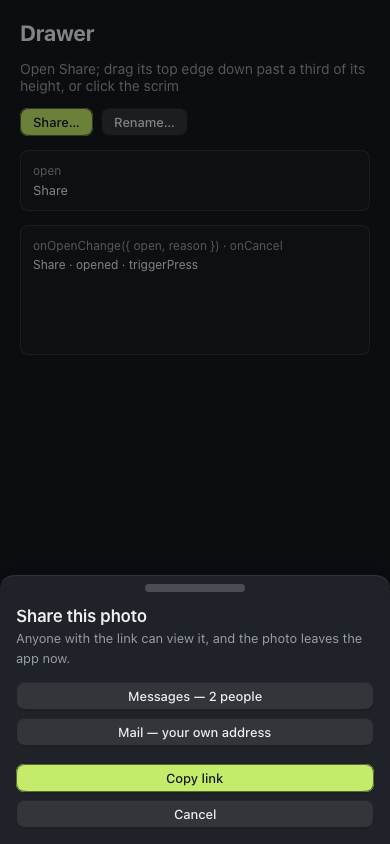 Drawer
Open Share; drag its top edge down past a third of its
height, or click the scrim
Share...
Rename...
open
Share
onOpenChange({ open, reason }) · onCancel
Share · opened · triggerPress
Share this photo
Anyone with the link can view it, and the photo leaves the
app now.
Messages — 2 people
Mail — your own address
Copy link
Cancel